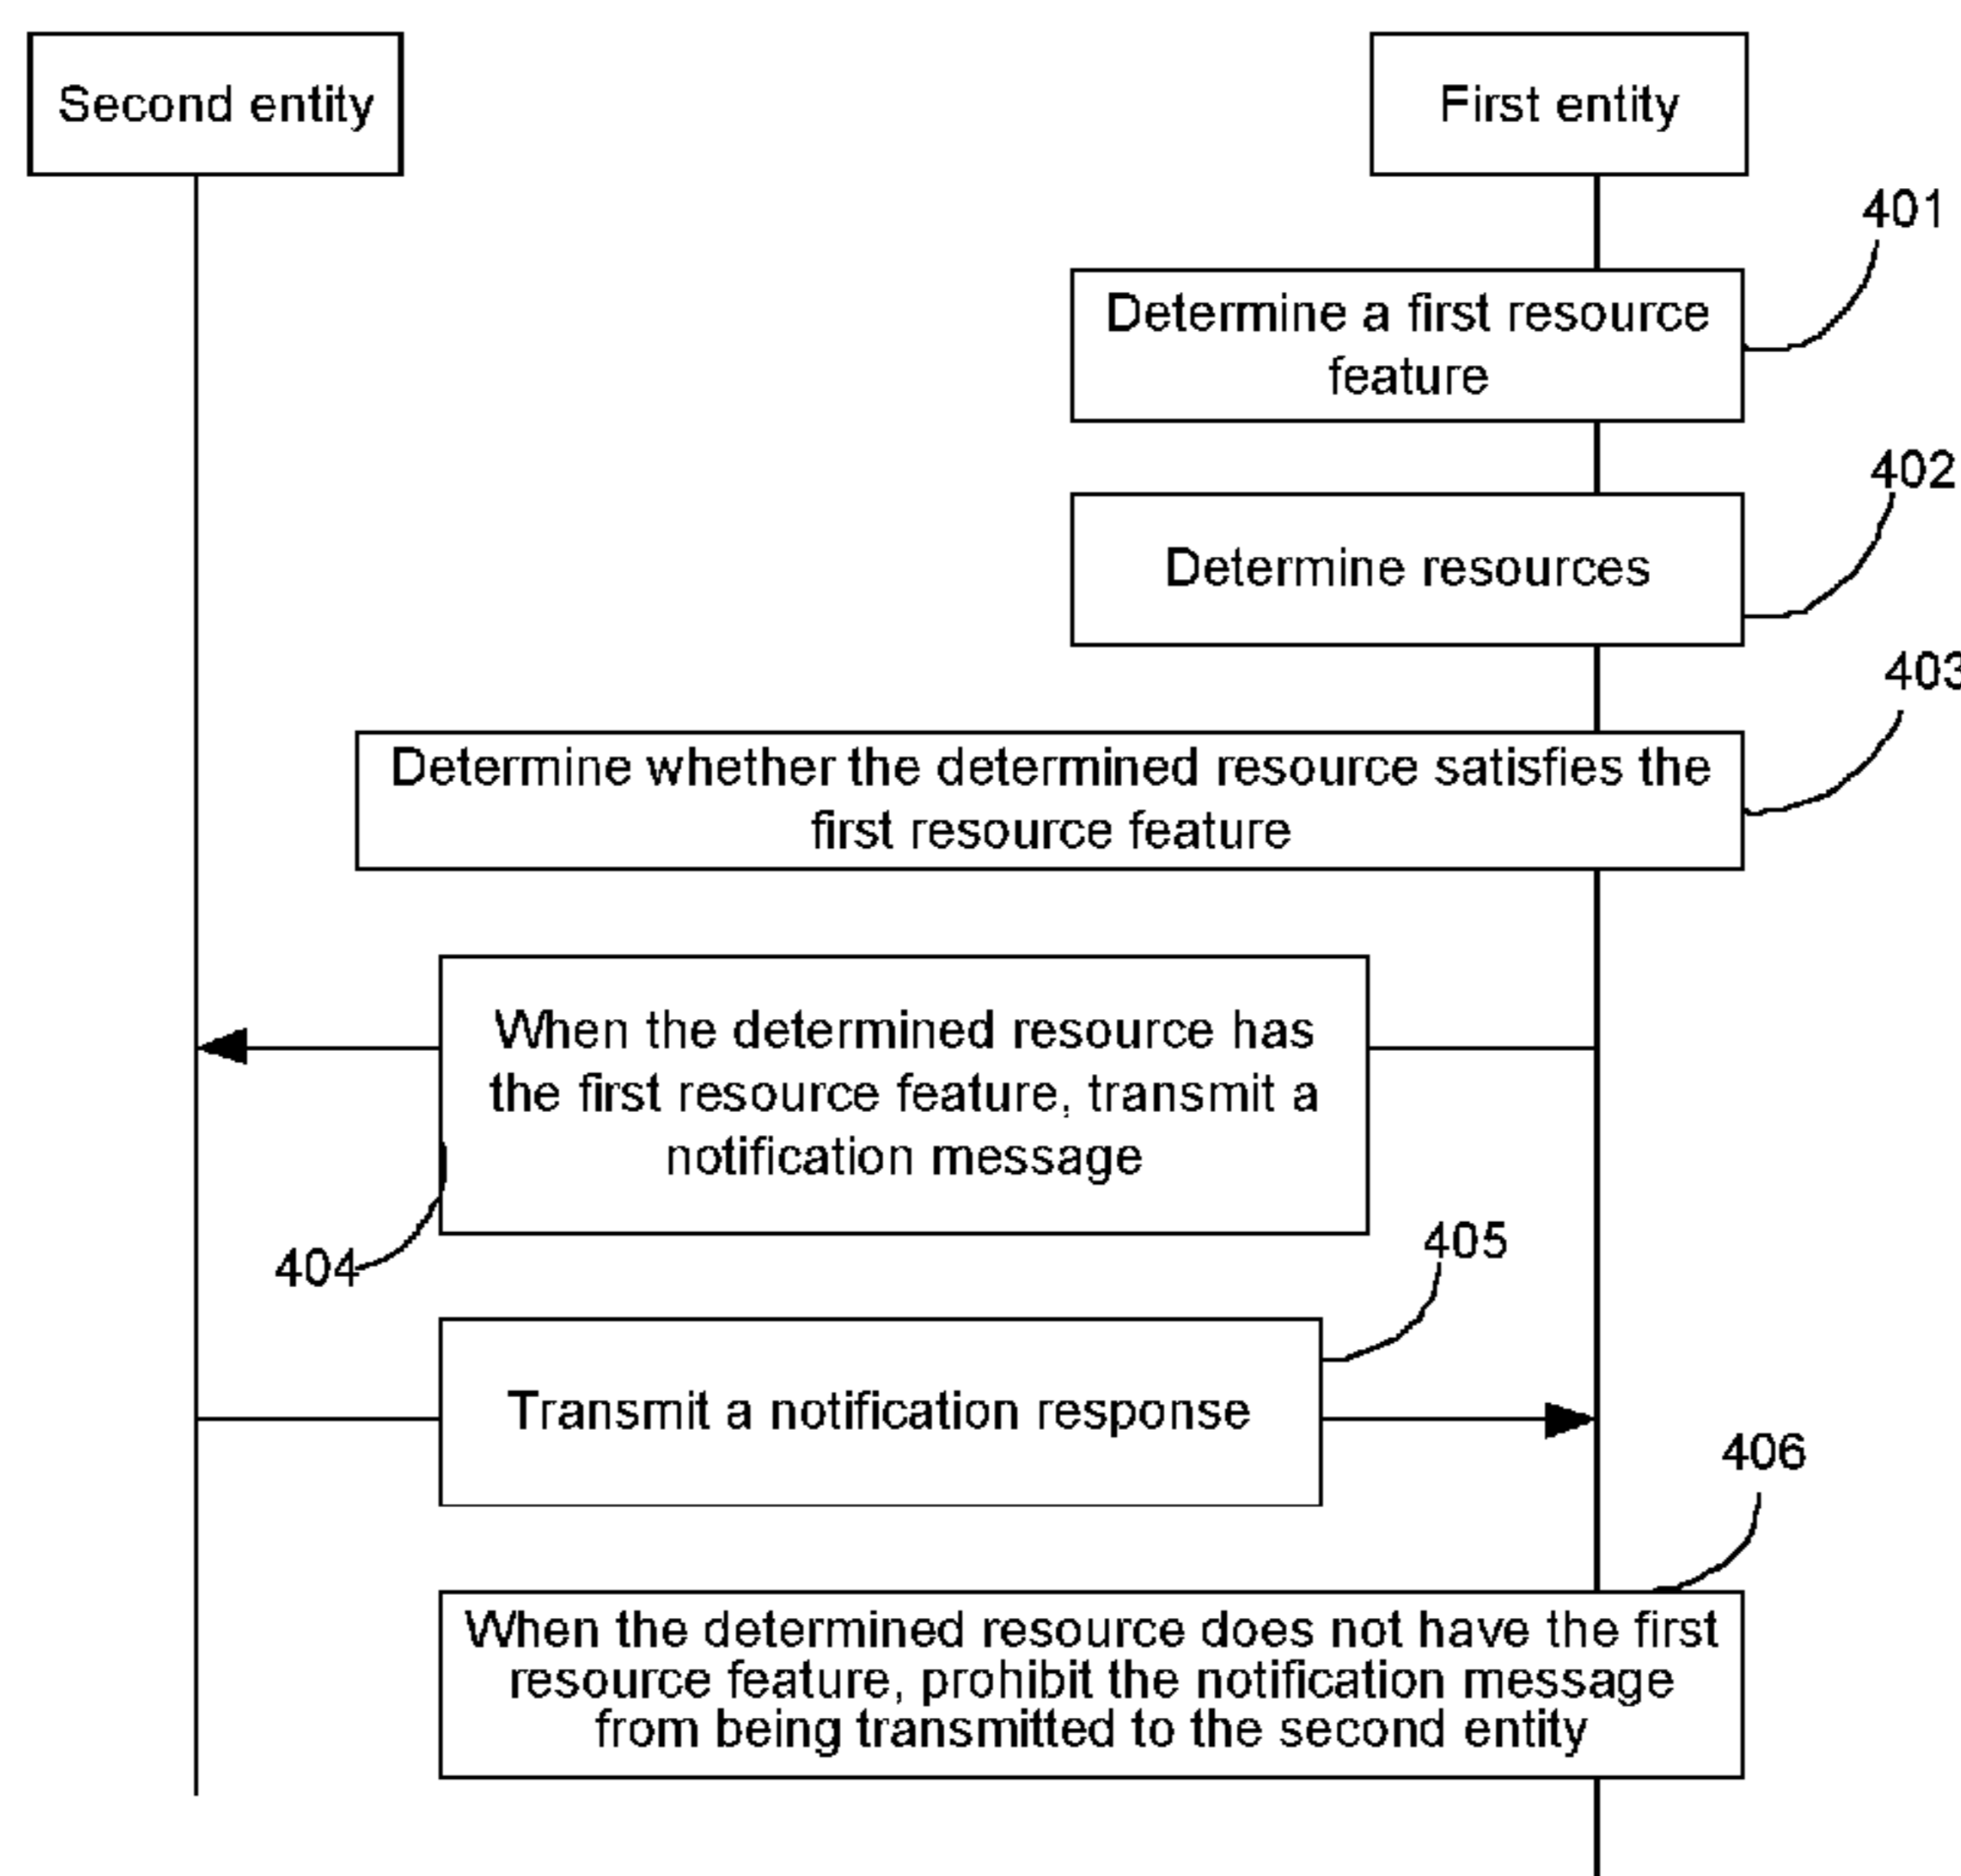 Second entity
First entity
401
Determine a first resource
feature
402
Determine resources
403
Determine whether the determined resource satisfies the
first resource feature
When the determined resource has
the first resource feature, transmit a
notification message
404
405
Transmit a notification response
406
When the determined resource does not have the first
resource feature, prohibit the notification message
from being transmitted to the second entity